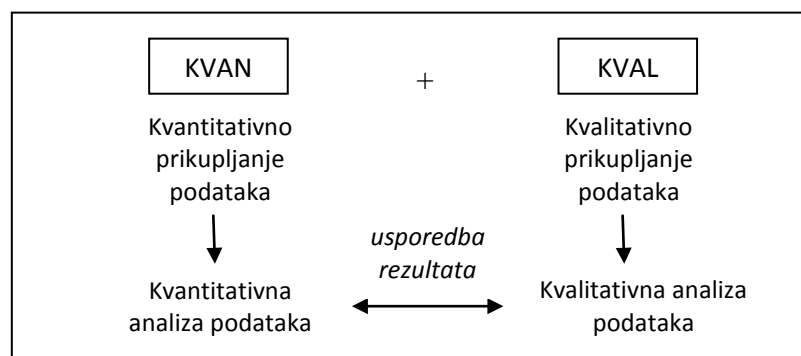 KVAN
+
KVAL
Kvantitativno
prikupljanje
podataka
Kvalitativno
prikupljanje
podataka
usporedba
rezultata
Kvantitativna
analiza podataka
Kvalitativna analiza
podataka